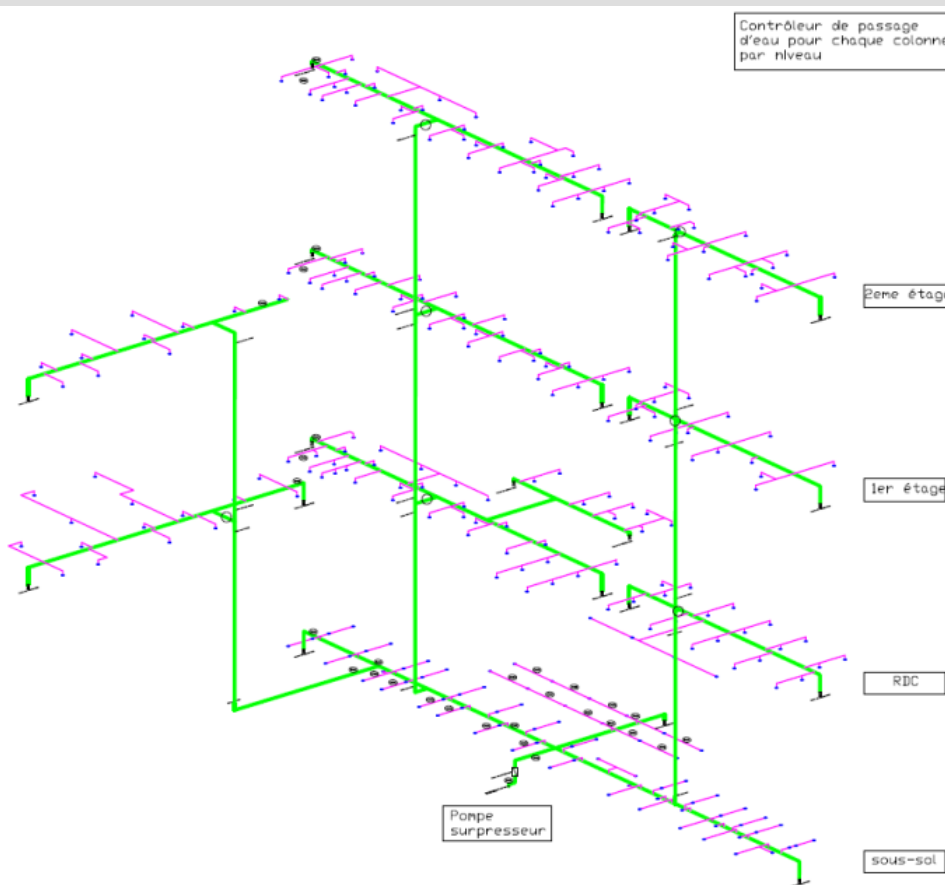 Contrôleur de passage
d'eau pour chaque colonne
par niveau
2eme étage
1er étage
RDC
Pompe
surpresseur
sous-sol